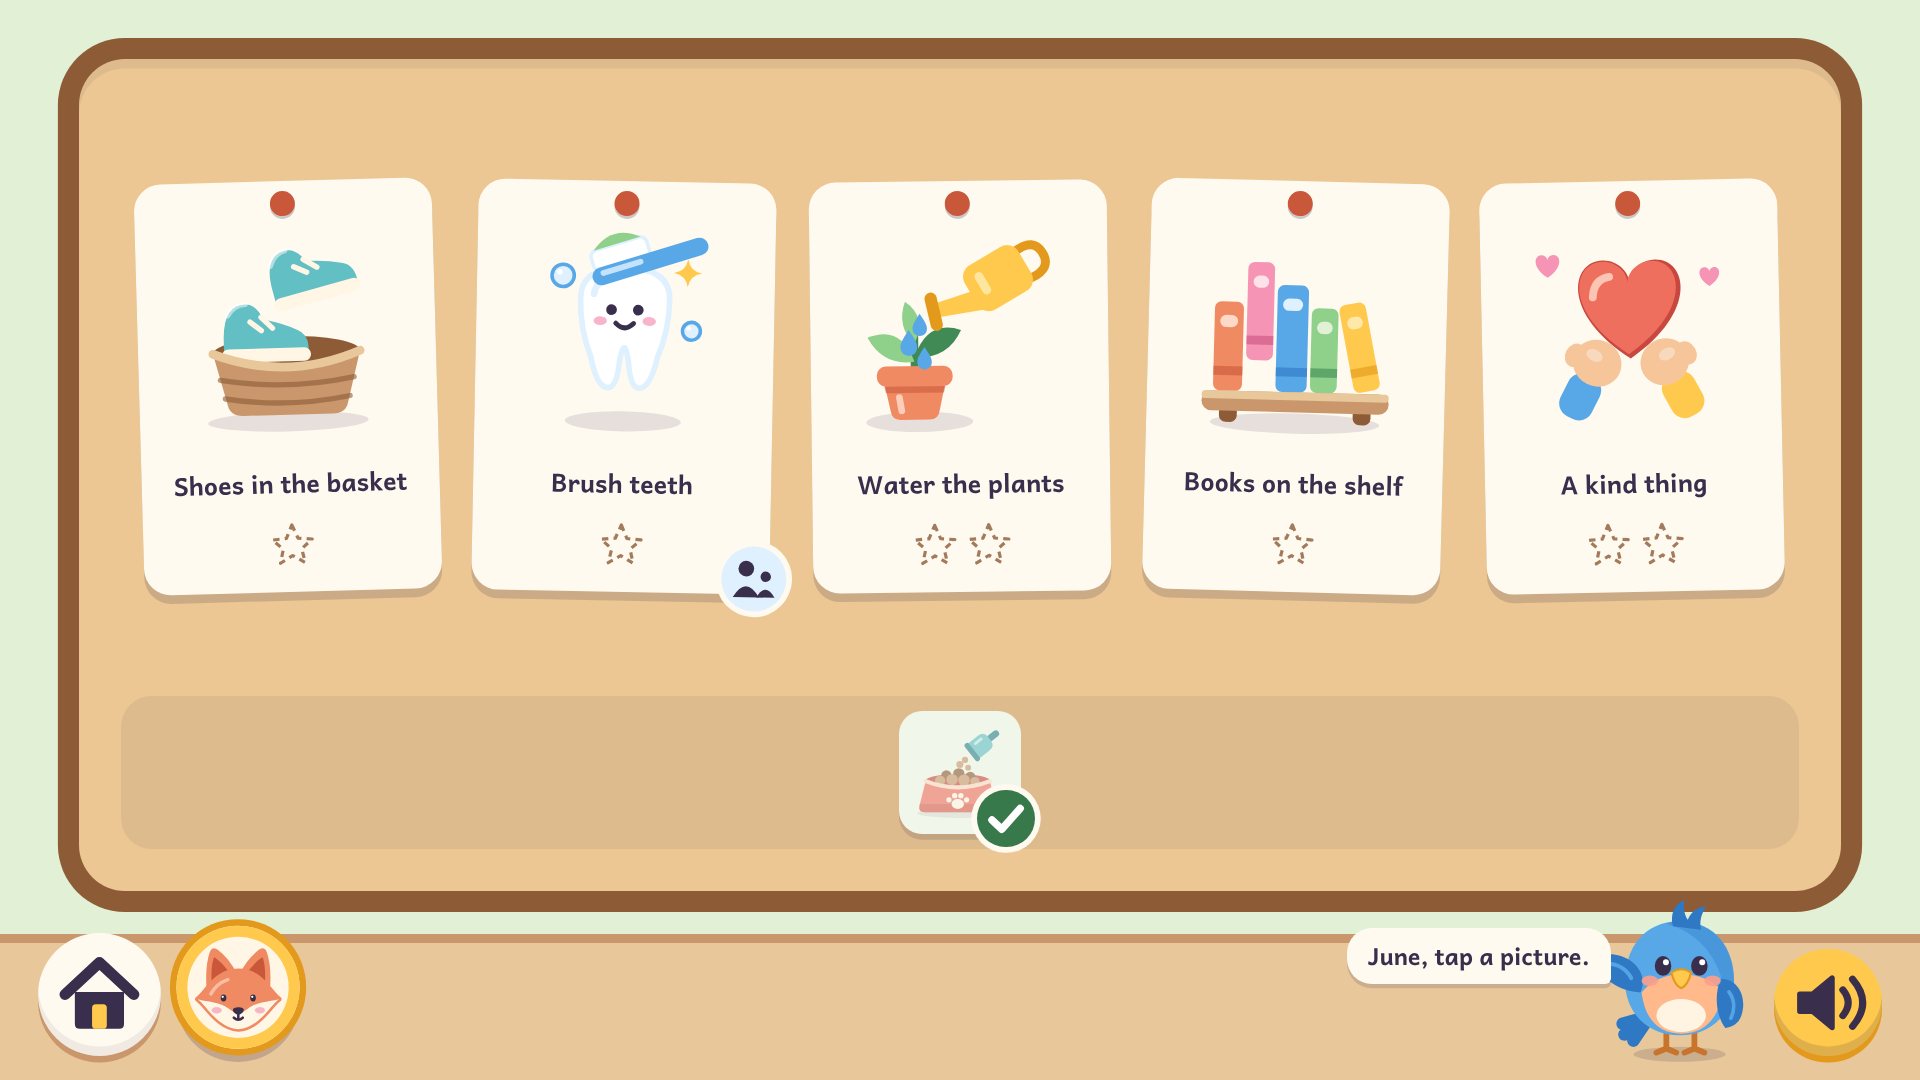 Shoes in the basket
Brush teeth
Water the plants
Books on the shelf
A kind thing
June, tap a picture.